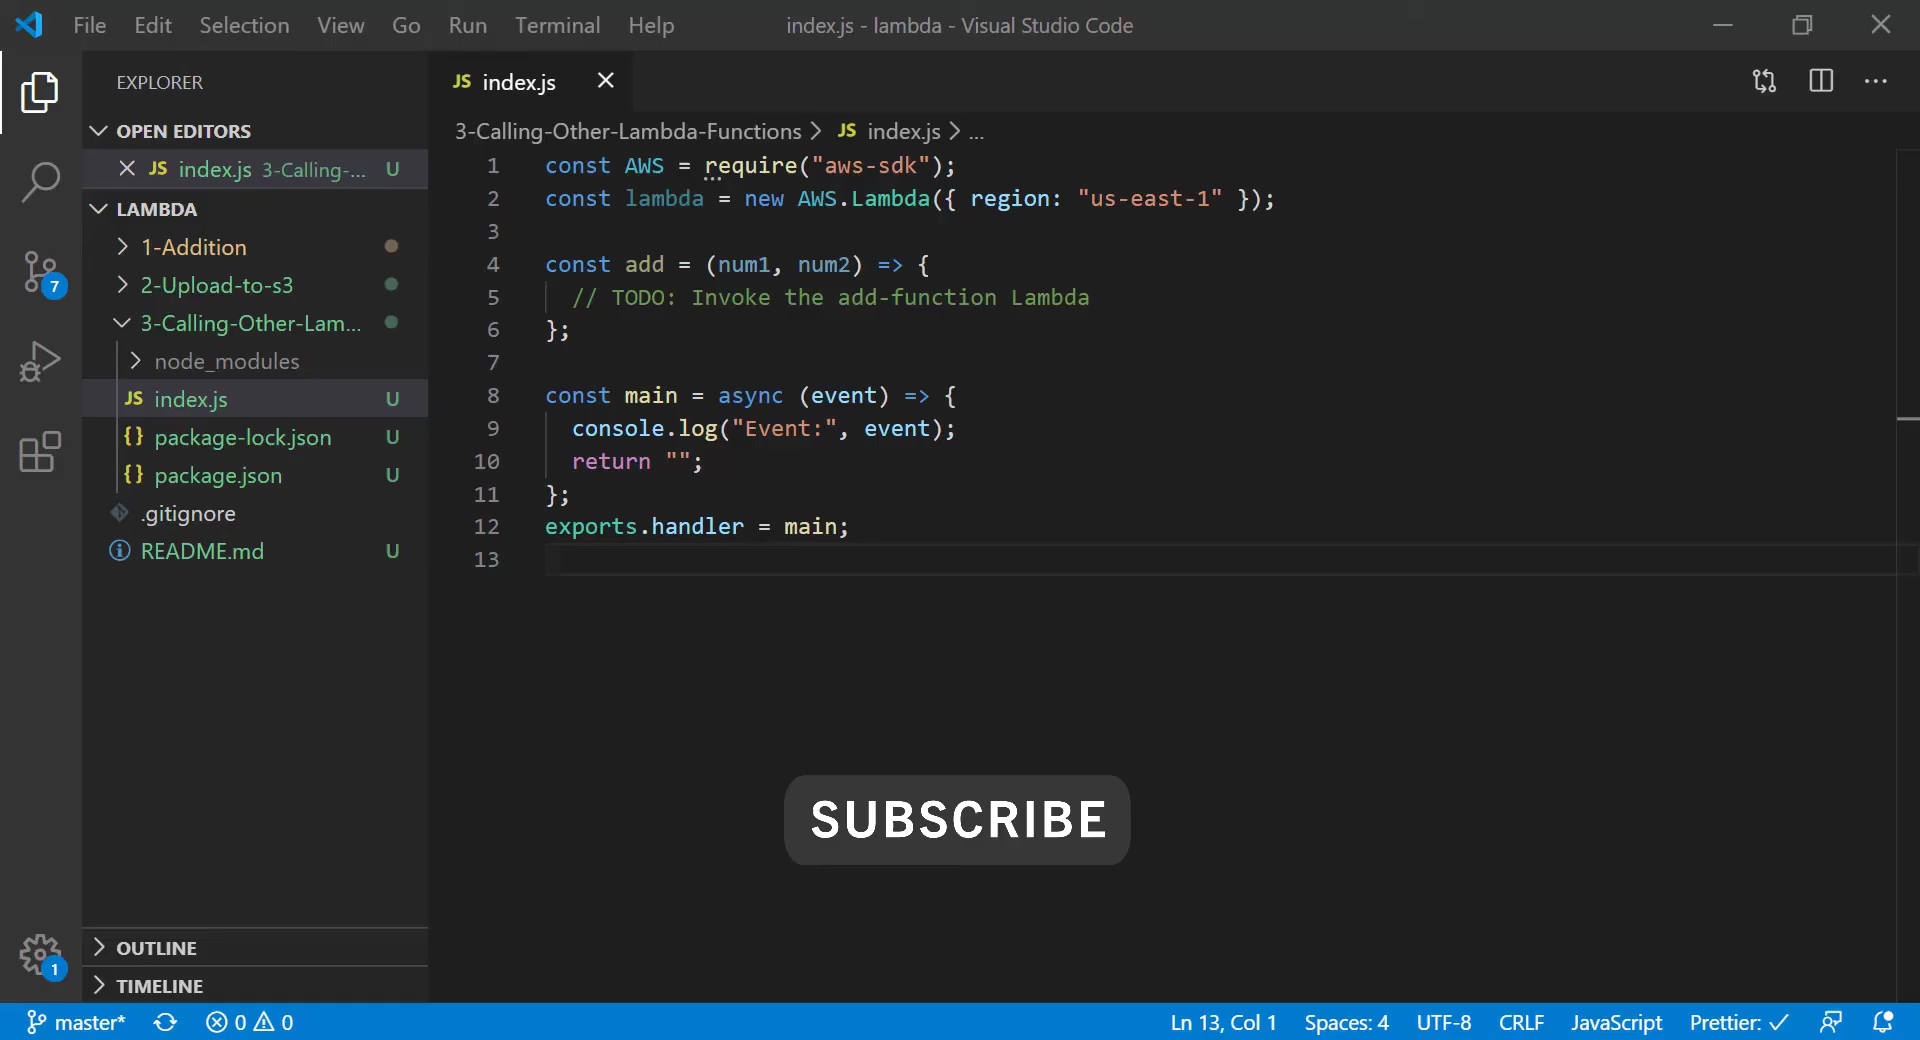 File Edit Selection View Go Run Terminal Help index.js - lambda - Visual Studio Code
EXPLORER
OPEN EDITORS
JS index.js 3-Calling-... U
LAMBDA
1-Addition
2-Upload-to-s3
3-Calling-Other-Lam...
node_modules
JS index.js U
{} package-lock.json U
{} package.json U
.gitignore
README.md U
OUTLINE
TIMELINE
7
1
JS index.js
3-Calling-Other-Lambda-Functions > JS index.js > ...
1 const AWS = require("aws-sdk");
2 const lambda = new AWS.Lambda({ region: "us-east-1" });
3
4 const add = (num1, num2) => {
5 // TODO: Invoke the add-function Lambda
6 };
7
8 const main = async (event) => {
9 console.log("Event:", event);
10 return "";
11 };
12 exports.handler = main;
13
SUBSCRIBE
master* 0 0 Ln 13, Col 1 Spaces: 4 UTF-8 CRLF JavaScript Prettier: ✓